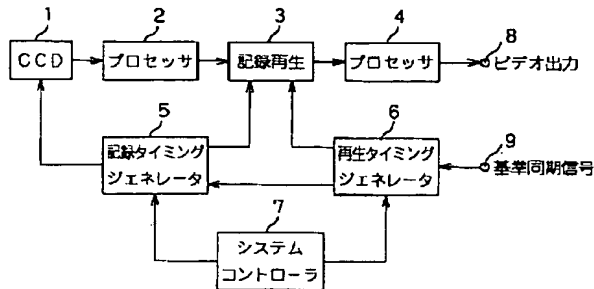 1
2
3
4
CCD
プロセッサ
記録再生
プロセッサ
8
ビデオ出力
5
6
記録タイミング
ジェネレータ
再生タイミング
ジェネレータ
9
基準同期信号
7
システム
コントローラ